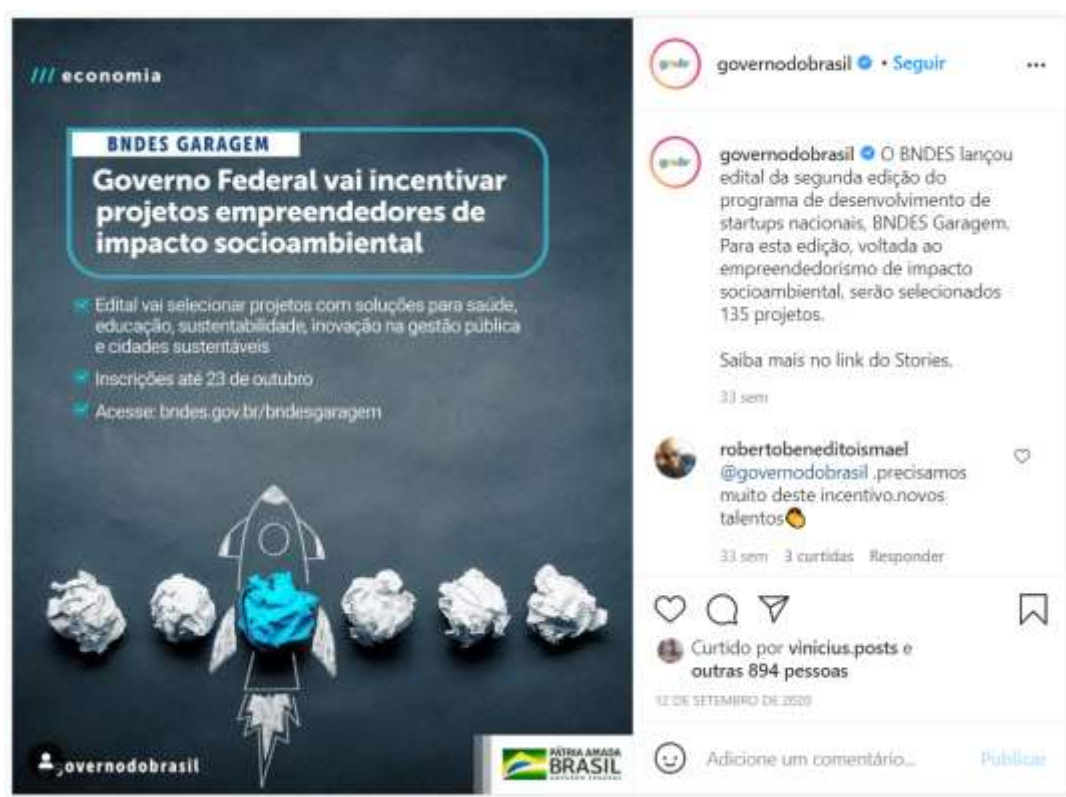 /// economia
BNDES GARAGEM
Governo Federal vai incentivar
projetos empreendedores de
impacto socioambiental
Edital vai selecionar projetos com soluções para saúde,
educação, sustentabilidade, inovação na gestão pública
e cidades sustentáveis
Inscrições até 23 de outubro
Acesse: bndes.gov.br/bndesgaragem
overnodobrasil
PÁTRIA AMADA
BRASIL
GOVERNO FEDERAL
governodobrasil • Seguir
governodobrasil O BNDES lançou
edital da segunda edição do
programa de desenvolvimento de
startups nacionais, BNDES Garagem.
Para esta edição, voltada ao
empreendedorismo de impacto
socioambiental, serão selecionados
135 projetos.
Saiba mais no link do Stories.
33 sem
robertobeneditoismael
@governodobrasil .precisamos
muito deste incentivo.novos
talentos👏
33 sem 3 curtidas Responder
Curtido por vinicius.posts e
outras 894 pessoas
12 DE SETEMBRO DE 2020
Adicione um comentário... Publicar